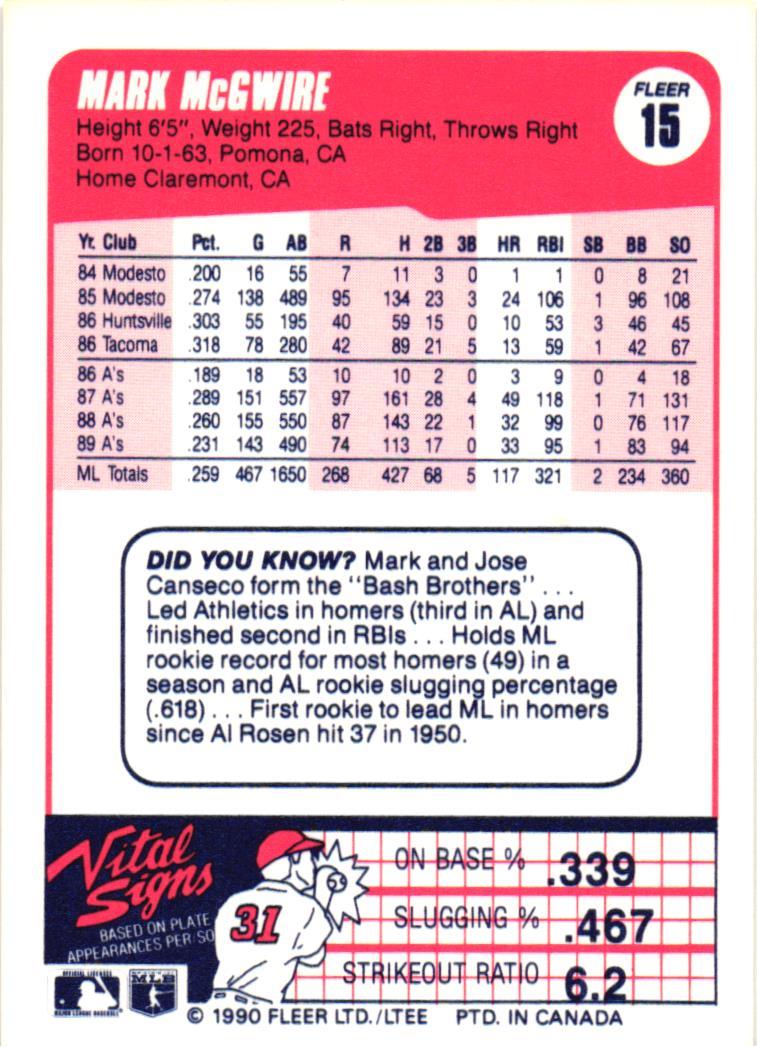 MARK McGWIRE
FLEER
15
Height 6'5", Weight 225, Bats Right, Throws Right
Born 10-1-63, Pomona, CA
Home Claremont, CA
Yr. Club Pct. G AB R H 2B 3B HR RBI SB BB SO
84 Modesto .200 16 55 7 11 3 0 1 1 0 8 21
85 Modesto .274 138 489 95 134 23 3 24 106 1 96 108
86 Huntsville .303 55 195 40 59 15 0 10 53 3 46 45
86 Tacoma .318 78 280 42 89 21 5 13 59 1 42 67
86 A's .189 18 53 10 10 2 0 3 9 0 4 18
87 A's .289 151 557 97 161 28 4 49 118 1 71 131
88 A's .260 155 550 87 143 22 1 32 99 0 76 117
89 A's .231 143 490 74 113 17 0 33 95 1 83 94
ML Totals .259 467 1650 268 427 68 5 117 321 2 234 360
DID YOU KNOW? Mark and Jose
Canseco form the "Bash Brothers" . . .
Led Athletics in homers (third in AL) and
finished second in RBIs . . . Holds ML
rookie record for most homers (49) in a
season and AL rookie slugging percentage
(.618) . . . First rookie to lead ML in homers
since Al Rosen hit 37 in 1950.
Vital
Signs
BASED ON PLATE
APPEARANCES PER/SO
31
ON BASE % .339
SLUGGING % .467
STRIKEOUT RATIO 6.2
OFFICIAL LICENSEE
MAJOR LEAGUE BASEBALL
MLB
© 1990 FLEER LTD./LTEE PTD. IN CANADA